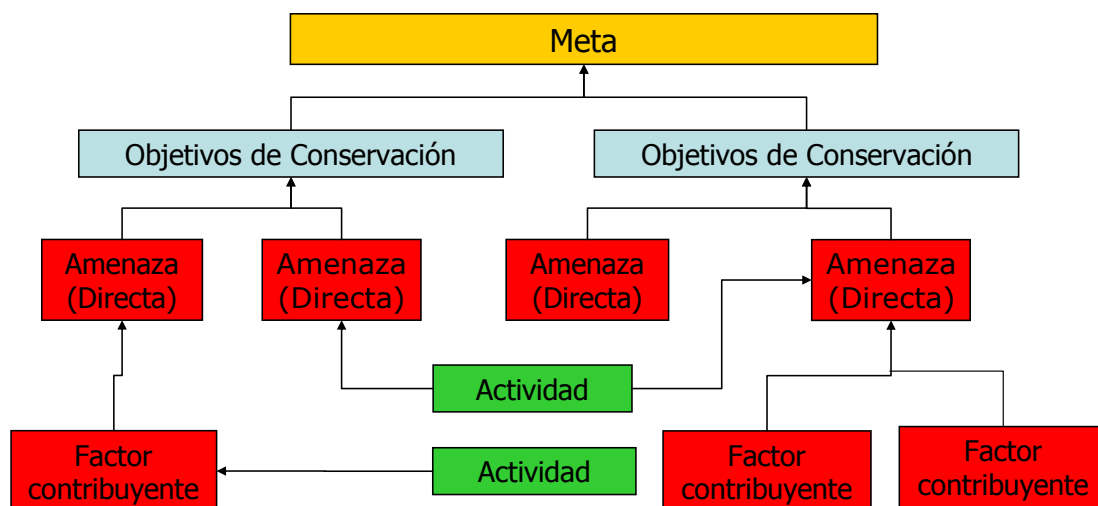 Meta
Objetivos de Conservación
Objetivos de Conservación
Amenaza
(Directa)
Amenaza
(Directa)
Amenaza
(Directa)
Amenaza
(Directa)
Actividad
Factor
contribuyente
Actividad
Factor
contribuyente
Factor
contribuyente